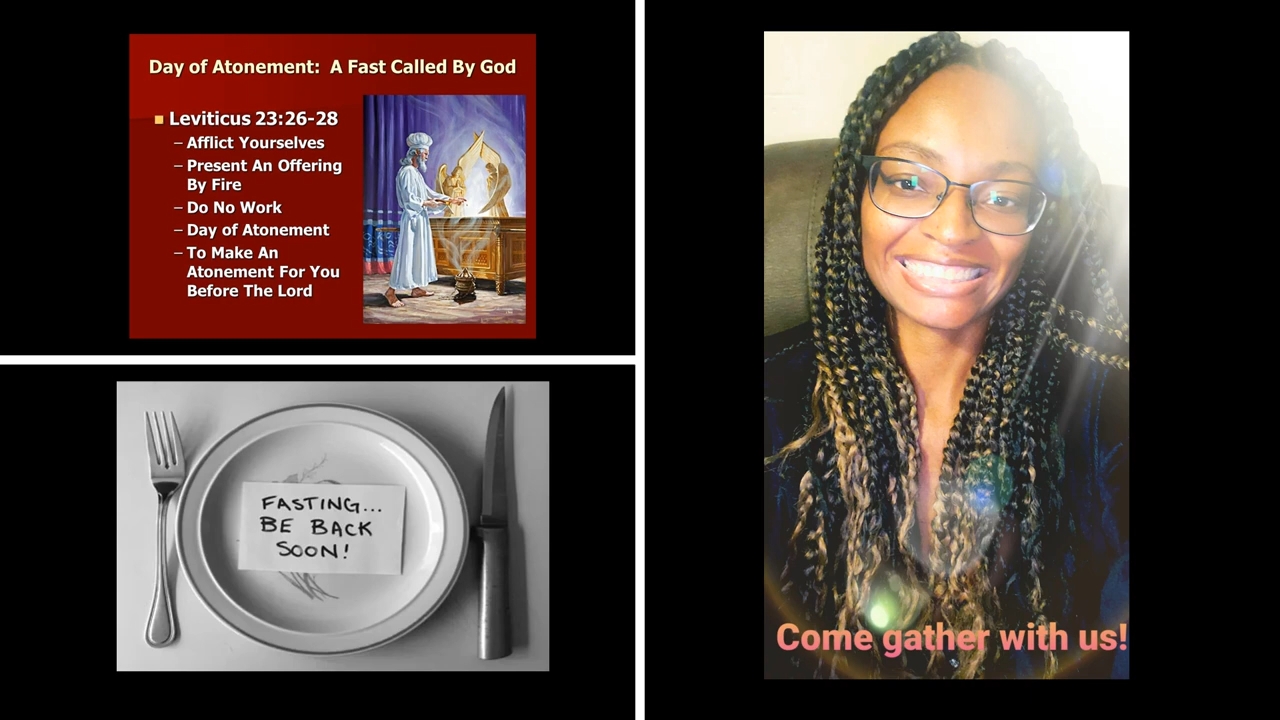 Day of Atonement: A Fast Called By God
Leviticus 23:26-28
– Afflict Yourselves
– Present An Offering
By Fire
– Do No Work
– Day of Atonement
– To Make An
Atonement For You
Before The Lord
FASTING...
BE BACK
SOON!
Come gather with us!